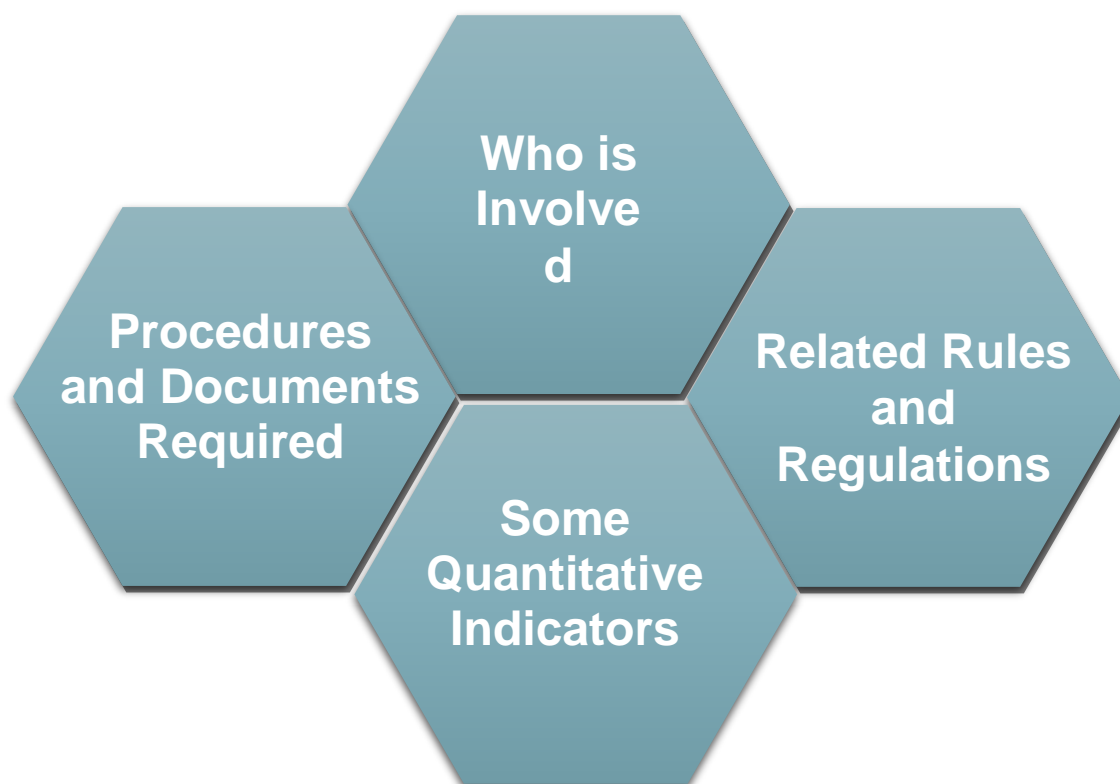 Who is
Involve
d
Procedures
and Documents
Required
Related Rules
and
Regulations
Some
Quantitative
Indicators